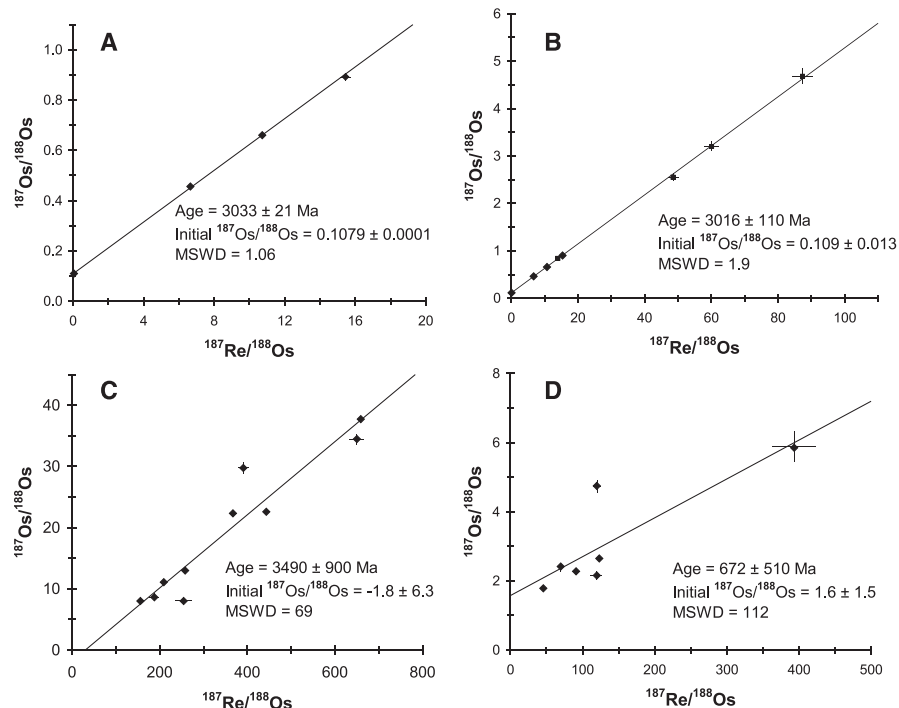 A
1.0
0.8
0.6
0.4
0.2
0.0
0 4 8 12 16 20
¹⁸⁷Os/¹⁸⁸Os
¹⁸⁷Re/¹⁸⁸Os
Age = 3033 ± 21 Ma
Initial ¹⁸⁷Os/¹⁸⁸Os = 0.1079 ± 0.0001
MSWD = 1.06
B
6
5
4
3
2
1
0
0 20 40 60 80 100
¹⁸⁷Os/¹⁸⁸Os
¹⁸⁷Re/¹⁸⁸Os
Age = 3016 ± 110 Ma
Initial ¹⁸⁷Os/¹⁸⁸Os = 0.109 ± 0.013
MSWD = 1.9
C
40
30
20
10
0
0 200 400 600 800
¹⁸⁷Os/¹⁸⁸Os
¹⁸⁷Re/¹⁸⁸Os
Age = 3490 ± 900 Ma
Initial ¹⁸⁷Os/¹⁸⁸Os = -1.8 ± 6.3
MSWD = 69
D
8
6
4
2
0
0 100 200 300 400 500
¹⁸⁷Os/¹⁸⁸Os
¹⁸⁷Re/¹⁸⁸Os
Age = 672 ± 510 Ma
Initial ¹⁸⁷Os/¹⁸⁸Os = 1.6 ± 1.5
MSWD = 112